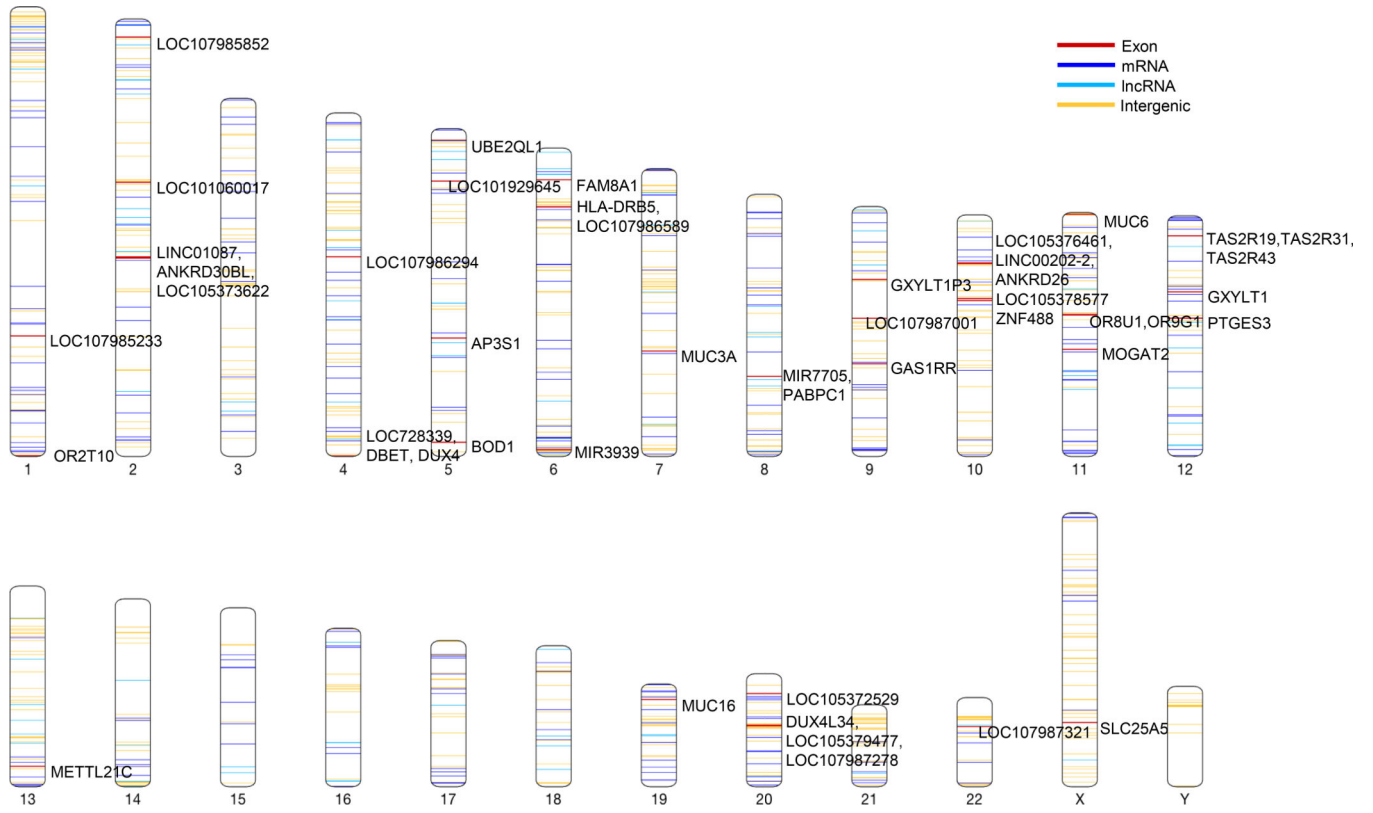 LOC107985852
Exon
mRNA
lncRNA
Intergenic
UBE2QL1
LOC101060017
LOC101929645
FAM8A1
HLA-DRB5,
LOC107986589
MUC6
LINC01087,
ANKRD30BL,
LOC105373622
LOC107986294
LOC105376461,
LINC00202-2,
ANKRD26
LOC105378577
ZNF488
TAS2R19,TAS2R31,
TAS2R43
GXYLT1P3
GXYLT1
LOC107987001
OR8U1,OR9G1
PTGES3
LOC107985233
AP3S1
MUC3A
MIR7705,
PABPC1
GAS1RR
MOGAT2
OR2T10
LOC728339,
DBET, DUX4
BOD1
MIR3939
1 2 3 4 5 6 7 8 9 10 11 12
MUC16
LOC105372529
DUX4L34,
LOC105379477,
LOC107987278
LOC107987321
SLC25A5
METTL21C
13 14 15 16 17 18 19 20 21 22 X Y